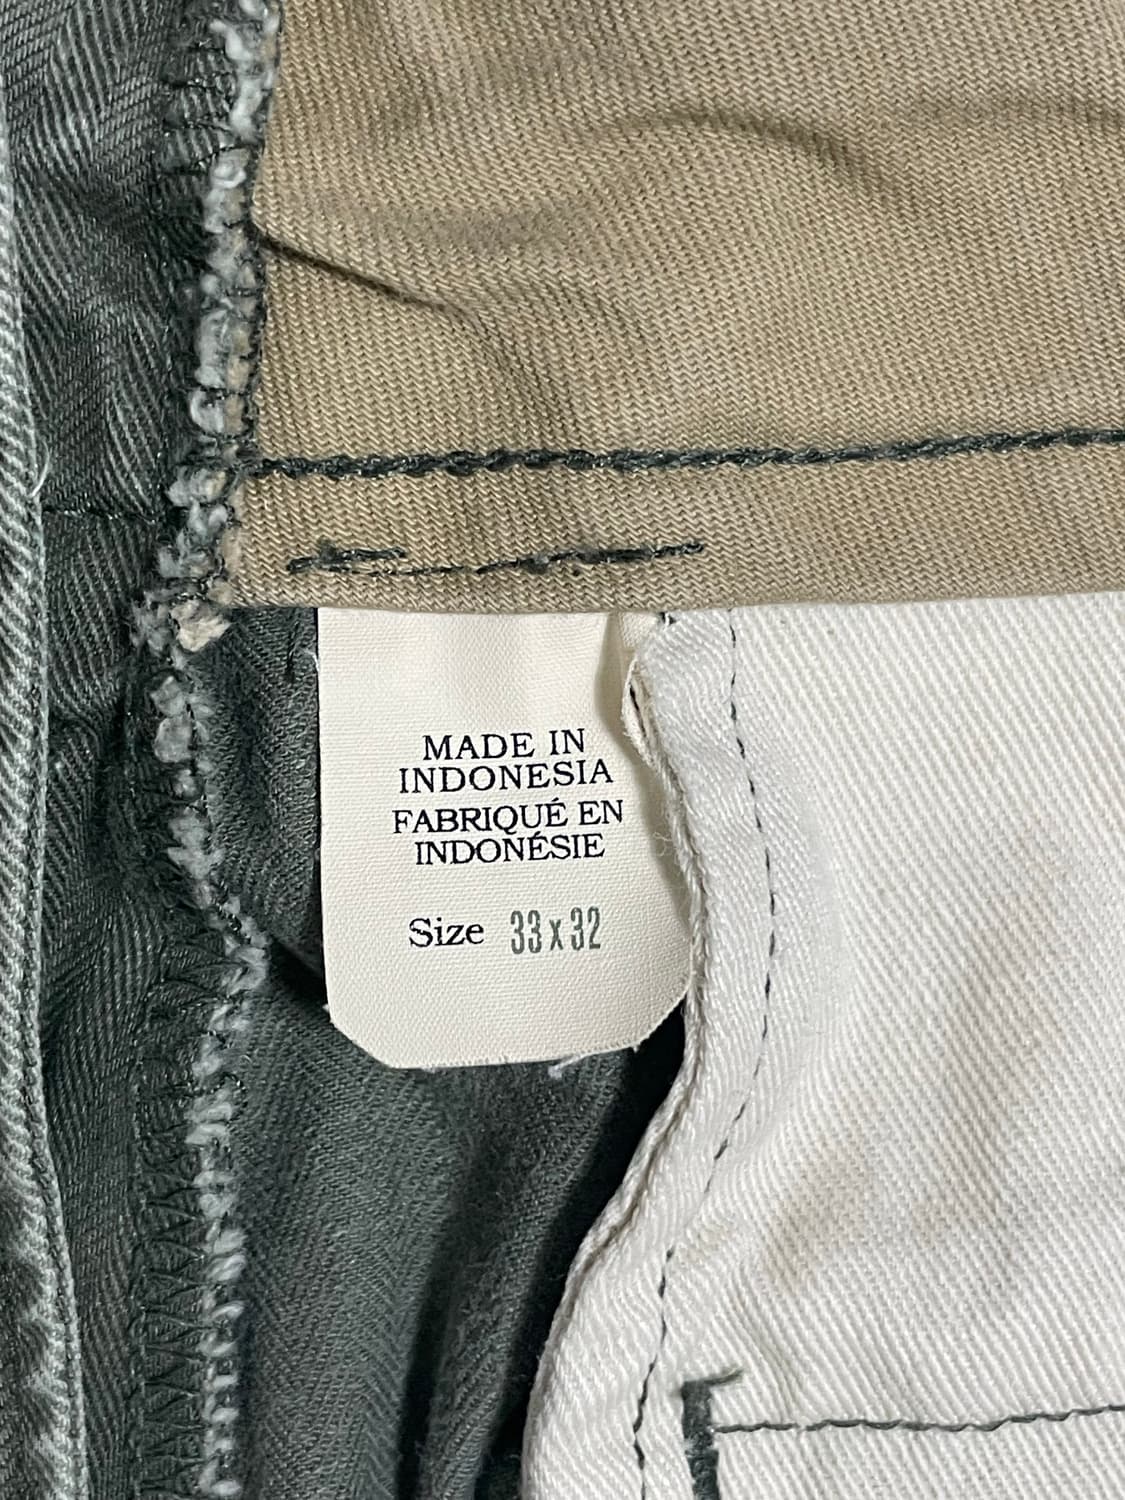 MADE IN
INDONESIA
FABRIQUÉ EN
INDONÉSIE
Size 33 x 32